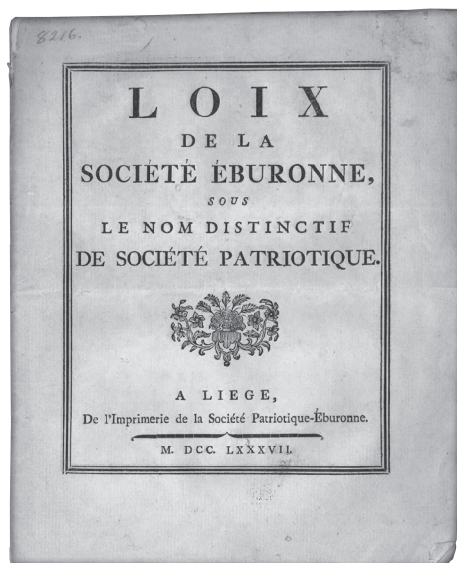 8216.
LOIX
DE LA
SOCIÉTÉ ÉBURONNE,
SOUS
LE NOM DISTINCTIF
DE SOCIÉTÉ PATRIOTIQUE.
A LIEGE,
De l'Imprimerie de la Société Patriotique-Éburonne.
M. DCC. LXXXVII.